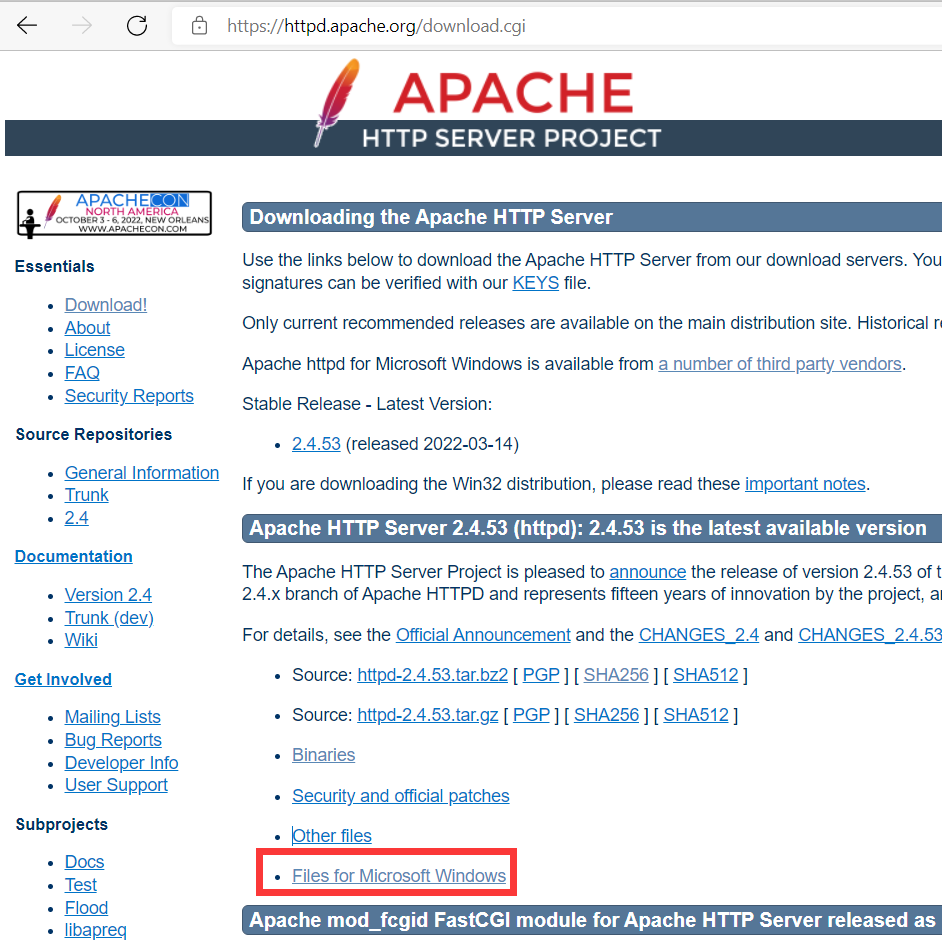 https://httpd.apache.org/download.cgi
APACHE
HTTP SERVER PROJECT
APACHECON
NORTH AMERICA
OCTOBER 3 - 6, 2022, NEW ORLEANS
WWW.APACHECON.COM
Essentials
Download!
About
License
FAQ
Security Reports
Source Repositories
General Information
Trunk
2.4
Documentation
Version 2.4
Trunk (dev)
Wiki
Get Involved
Mailing Lists
Bug Reports
Developer Info
User Support
Subprojects
Docs
Test
Flood
libapreq
Downloading the Apache HTTP Server
Use the links below to download the Apache HTTP Server from our download servers. You
signatures can be verified with our KEYS file.
Only current recommended releases are available on the main distribution site. Historical re
Apache httpd for Microsoft Windows is available from a number of third party vendors.
Stable Release - Latest Version:
2.4.53 (released 2022-03-14)
If you are downloading the Win32 distribution, please read these important notes.
Apache HTTP Server 2.4.53 (httpd): 2.4.53 is the latest available version
The Apache HTTP Server Project is pleased to announce the release of version 2.4.53 of t
2.4.x branch of Apache HTTPD and represents fifteen years of innovation by the project, a
For details, see the Official Announcement and the CHANGES_2.4 and CHANGES_2.4.53
Source: httpd-2.4.53.tar.bz2 [ PGP ] [ SHA256 ] [ SHA512 ]
Source: httpd-2.4.53.tar.gz [ PGP ] [ SHA256 ] [ SHA512 ]
Binaries
Security and official patches
Other files
Files for Microsoft Windows
Apache mod_fcgid FastCGI module for Apache HTTP Server released as